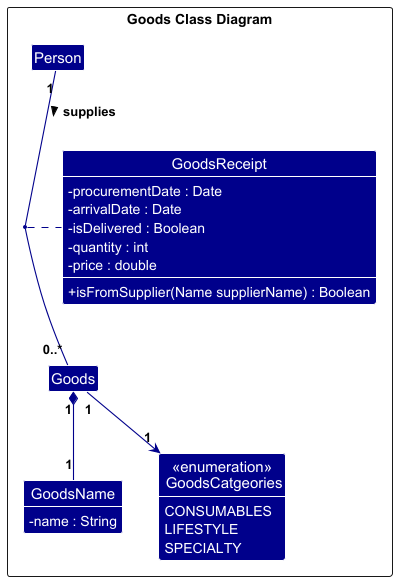 Goods Class Diagram
Person
1
supplies
GoodsReceipt
-procurementDate : Date
-arrivalDate : Date
-isDelivered : Boolean
-quantity : int
-price : double
+isFromSupplier(Name supplierName) : Boolean
0..*
Goods
1 1
1
1
«enumeration»
GoodsCatgeories
GoodsName
-name : String
CONSUMABLES
LIFESTYLE
SPECIALTY